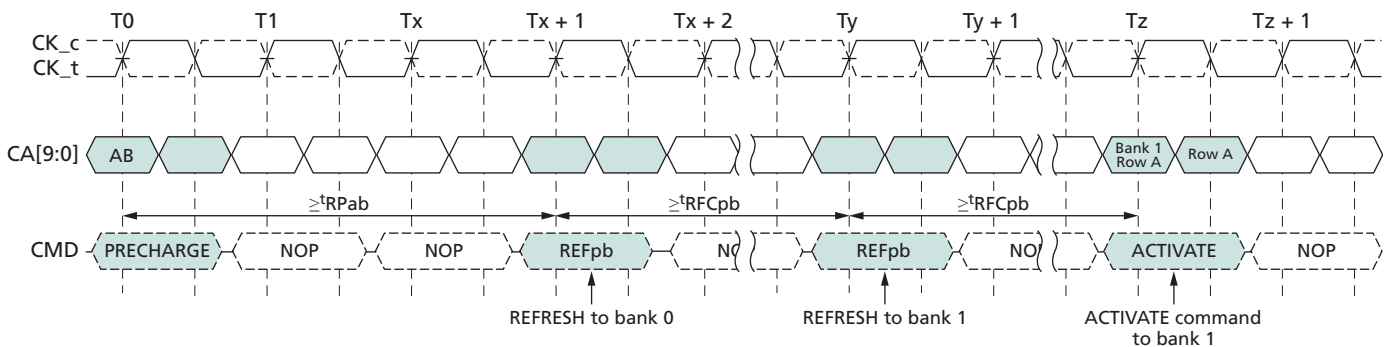 T0 T1 Tx Tx + 1 Tx + 2 Ty Ty + 1 Tz Tz + 1
CK_c
CK_t
CA[9:0] AB Bank 1 Row A Row A
≥tRPab ≥tRFCpb ≥tRFCpb
CMD PRECHARGE NOP NOP REFpb REFpb ACTIVATE NOP
REFRESH to bank 0 REFRESH to bank 1 ACTIVATE command
to bank 1